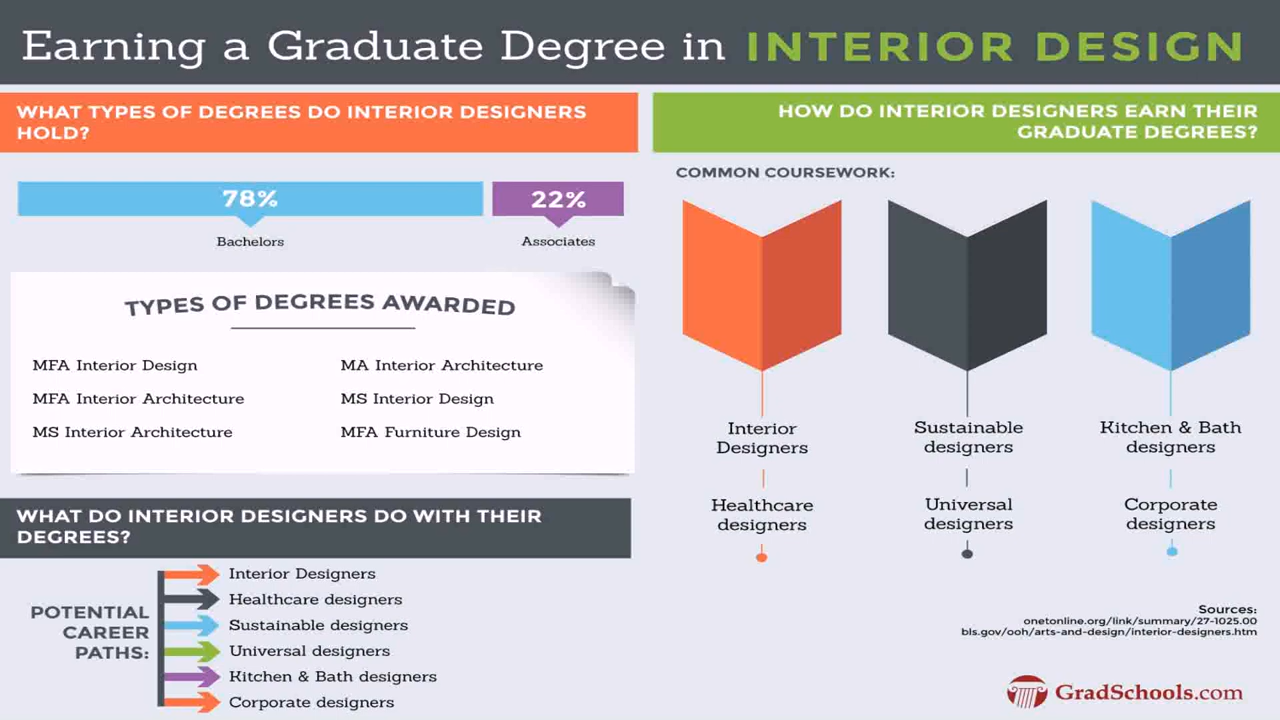 Earning a Graduate Degree in INTERIOR DESIGN
WHAT TYPES OF DEGREES DO INTERIOR DESIGNERS
HOLD?
78%
22%
Bachelors
Associates
TYPES OF DEGREES AWARDED
MFA Interior Design
MFA Interior Architecture
MS Interior Architecture
MA Interior Architecture
MS Interior Design
MFA Furniture Design
WHAT DO INTERIOR DESIGNERS DO WITH THEIR
DEGREES?
POTENTIAL
CAREER
PATHS:
Interior Designers
Healthcare designers
Sustainable designers
Universal designers
Kitchen & Bath designers
Corporate designers
HOW DO INTERIOR DESIGNERS EARN THEIR
GRADUATE DEGREES?
COMMON COURSEWORK:
Interior
Designers
Healthcare
designers
Sustainable
designers
Universal
designers
Kitchen & Bath
designers
Corporate
designers
Sources:
onetonline.org/link/summary/27-1025.00
bls.gov/ooh/arts-and-design/interior-designers.htm
GradSchools.com